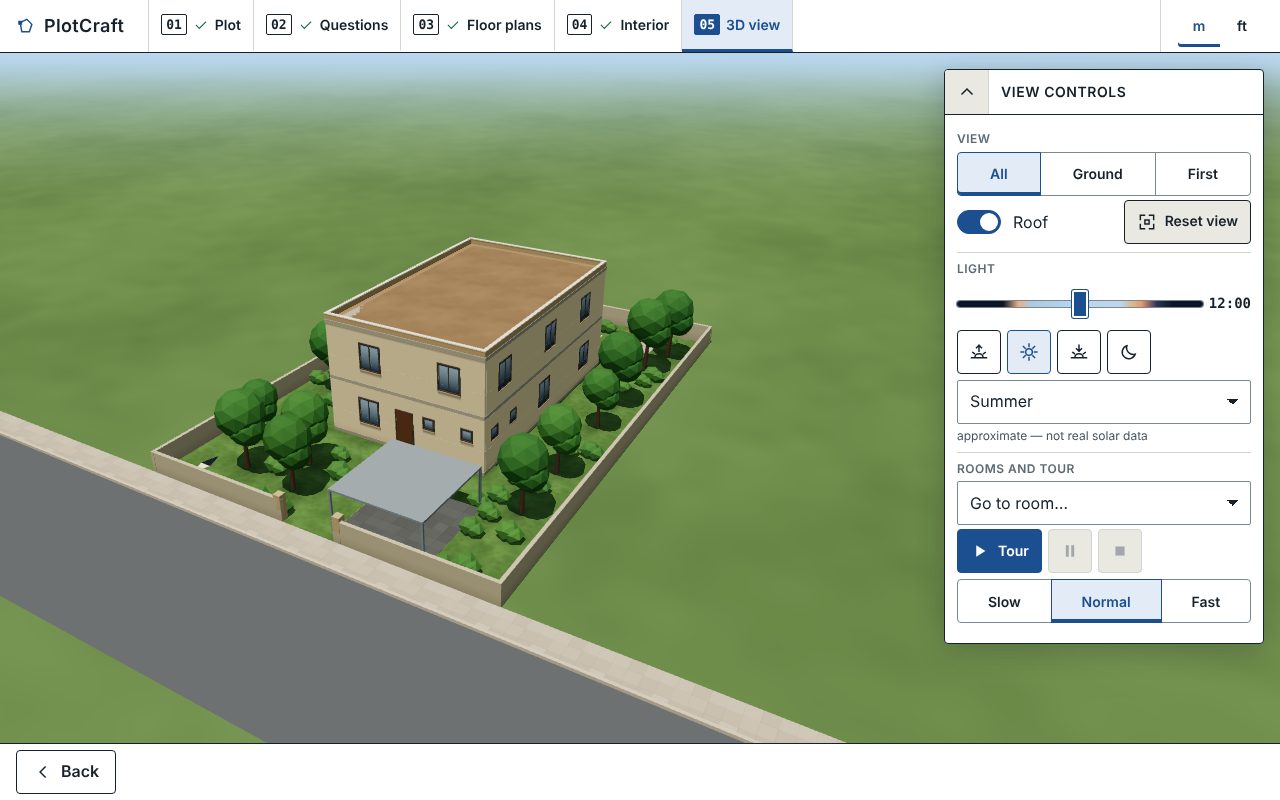 PlotCraft
01 Plot
02 Questions
03 Floor plans
04 Interior
05 3D view
m ft
VIEW CONTROLS
VIEW
All Ground First
Roof Reset view
LIGHT
12:00
Summer
approximate — not real solar data
ROOMS AND TOUR
Go to room...
Tour
Slow Normal Fast
Back